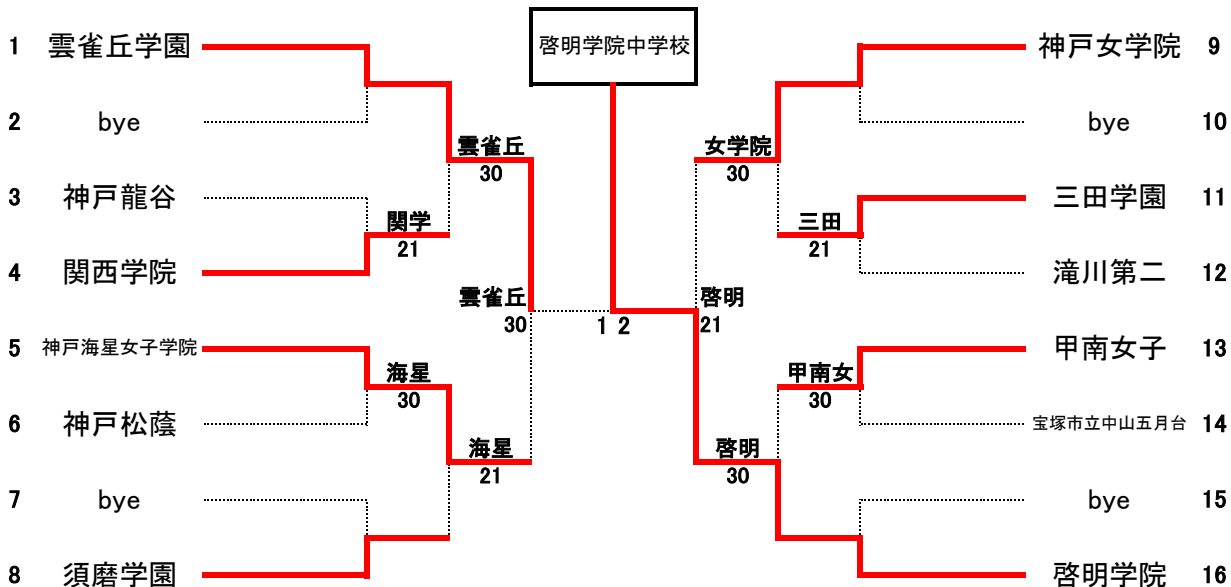 啓明学院中学校
1 雲雀丘学園
2 bye
3 神戸龍谷
4 関西学院
5 神戸海星女子学院
6 神戸松蔭
7 bye
8 須磨学園
関学
21
海星
30
雲雀丘
30
海星
21
雲雀丘
30
1 2
啓明
21
女学院
30
啓明
30
三田
21
甲南女
30
神戸女学院 9
bye 10
三田学園 11
滝川第二 12
甲南女子 13
宝塚市立中山五月台 14
bye 15
啓明学院 16